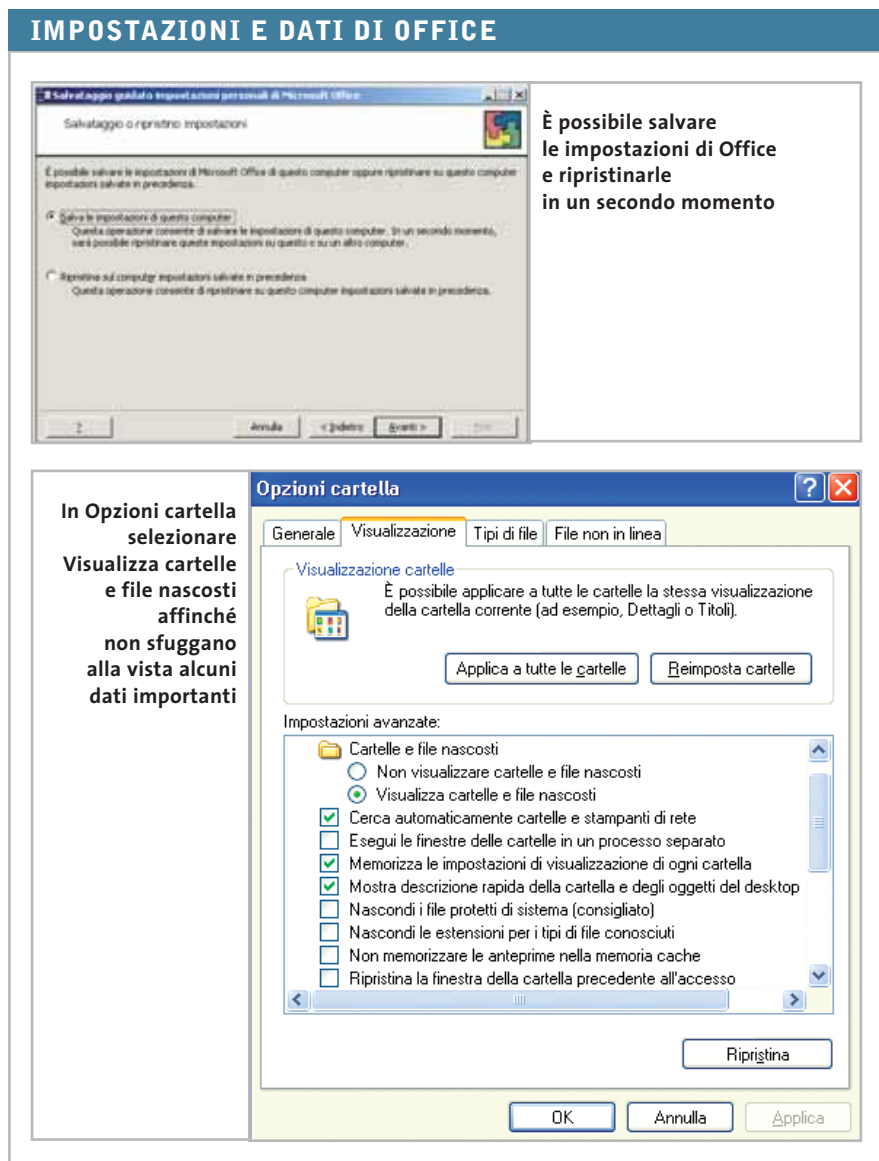 IMPOSTAZIONI E DATI DI OFFICE
Salvataggio guidato impostazioni personali di Microsoft Office
Salvataggio o ripristino impostazioni
È possibile salvare le impostazioni di Microsoft Office di questo computer oppure ripristinare su questo computer
impostazioni salvate in precedenza.
Salva le impostazioni di questo computer
Questa operazione consente di salvare le impostazioni di questo computer. In un secondo momento,
sarà possibile ripristinare queste impostazioni su questo o su un altro computer.
Ripristina sul computer impostazioni salvate in precedenza
Questa operazione consente di ripristinare su questo computer impostazioni salvate in precedenza.
?
Annulla
< Indietro
Avanti >
È possibile salvare
le impostazioni di Office
e ripristinarle
in un secondo momento
In Opzioni cartella
selezionare
Visualizza cartelle
e file nascosti
affinché
non sfuggano
alla vista alcuni
dati importanti
Opzioni cartella
Generale Visualizzazione Tipi di file File non in linea
Visualizzazione cartelle
È possibile applicare a tutte le cartelle la stessa visualizzazione
della cartella corrente (ad esempio, Dettagli o Titoli).
Applica a tutte le cartelle Reimposta cartelle
Impostazioni avanzate:
Cartelle e file nascosti
Non visualizzare cartelle e file nascosti
Visualizza cartelle e file nascosti
Cerca automaticamente cartelle e stampanti di rete
Esegui le finestre delle cartelle in un processo separato
Memorizza le impostazioni di visualizzazione di ogni cartella
Mostra descrizione rapida della cartella e degli oggetti del desktop
Nascondi i file protetti di sistema (consigliato)
Nascondi le estensioni per i tipi di file conosciuti
Non memorizzare le anteprime nella memoria cache
Ripristina la finestra della cartella precedente all'accesso
Ripristina
OK Annulla Applica